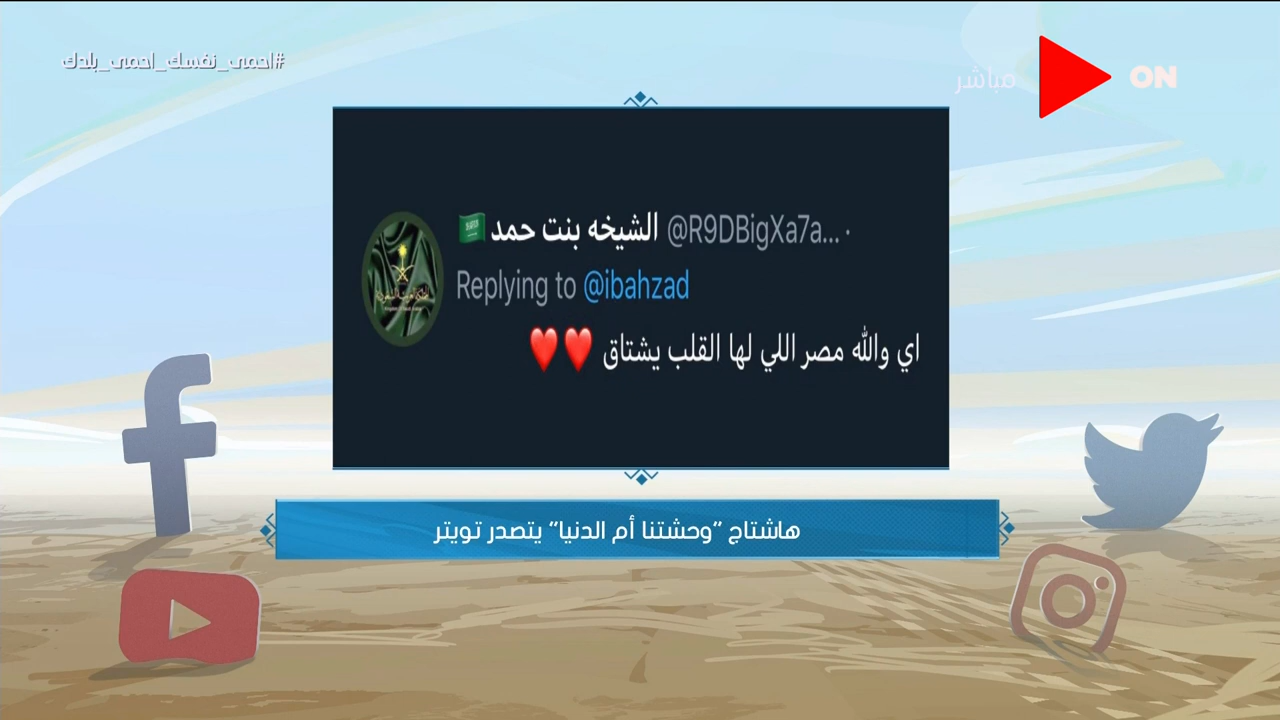 #احمى_نفسك_احمى_بلدك
مباشر ON
الشيخه بنت حمد @R9DBigXa7a... ·
Replying to @ibahzad
اي والله مصر اللي لها القلب يشتاق ❤️❤️
هاشتاج "وحشتنا أم الدنيا" يتصدر تويتر